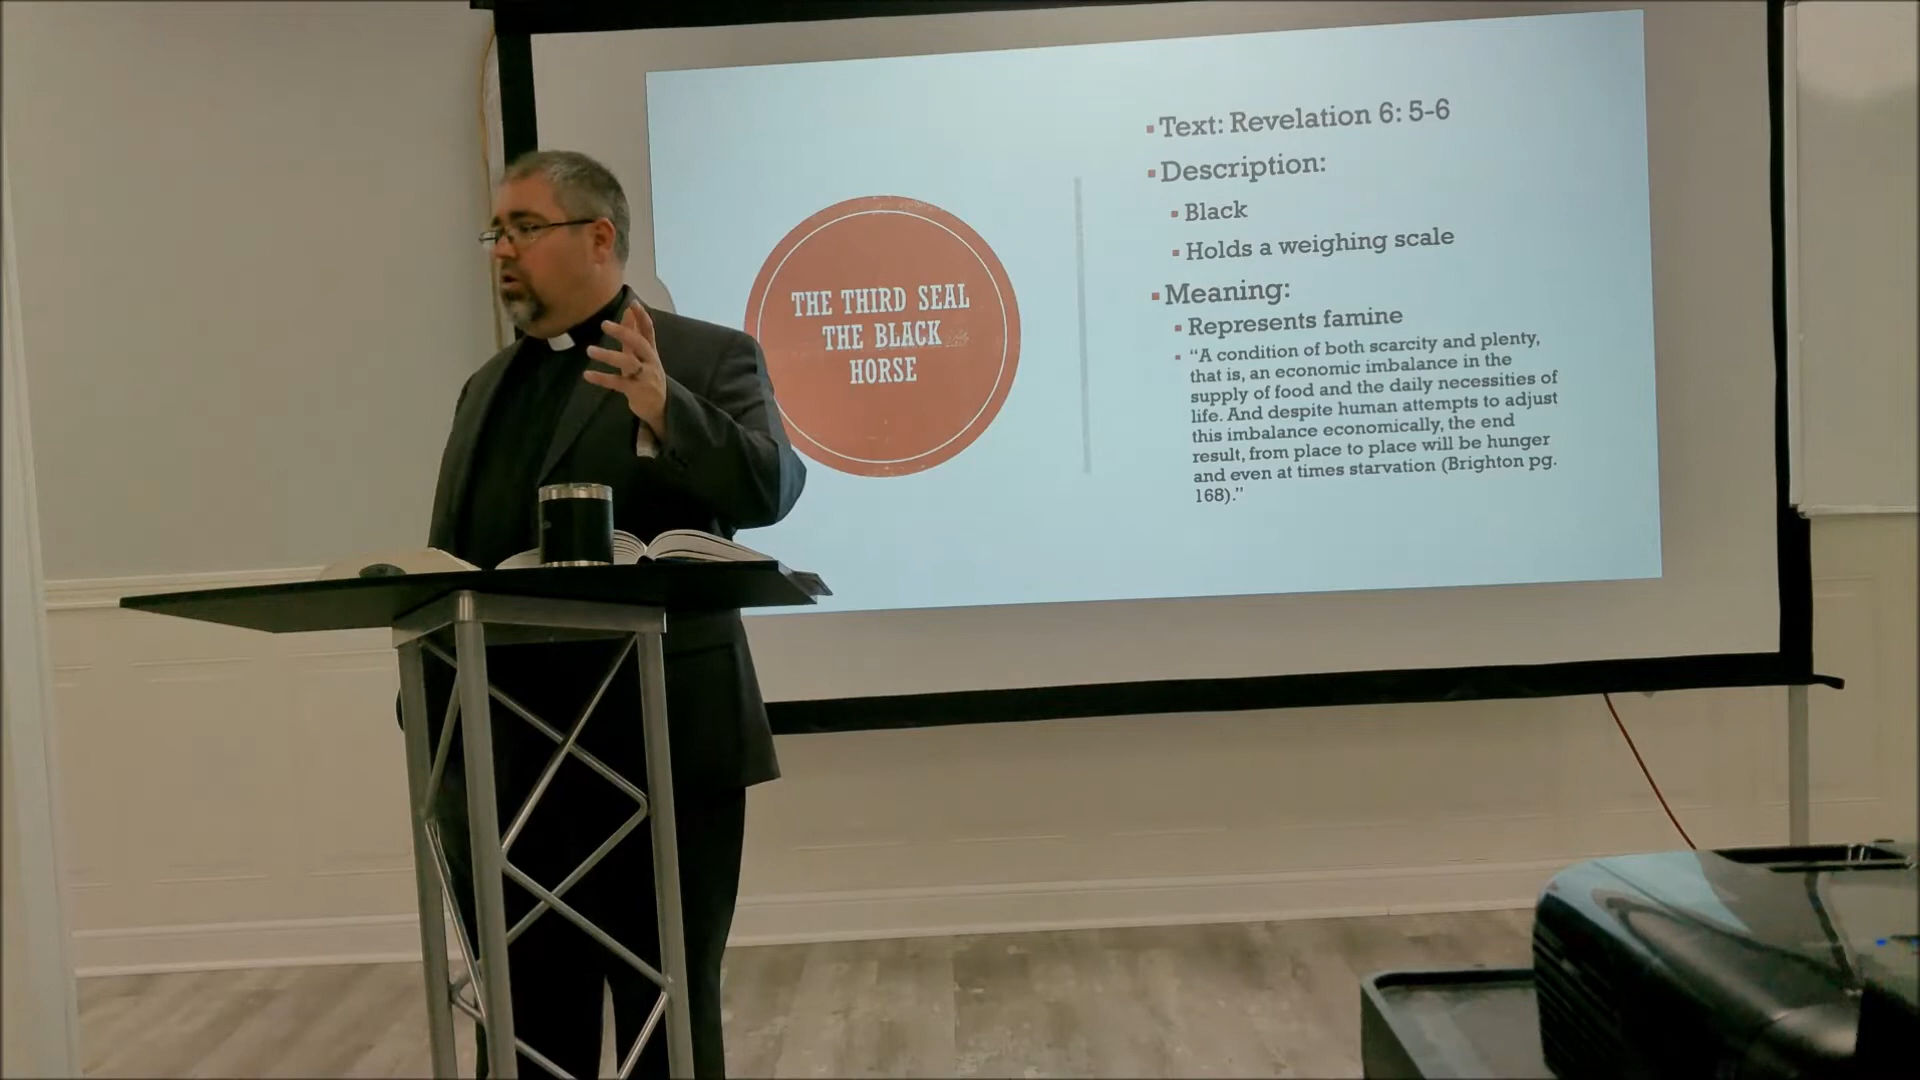 THE THIRD SEAL
THE BLACK
HORSE
Text: Revelation 6: 5-6
Description:
Black
Holds a weighing scale
Meaning:
Represents famine
“A condition of both scarcity and plenty,
that is, an economic imbalance in the
supply of food and the daily necessities of
life. And despite human attempts to adjust
this imbalance economically, the end
result, from place to place will be hunger
and even at times starvation (Brighton pg.
168).”